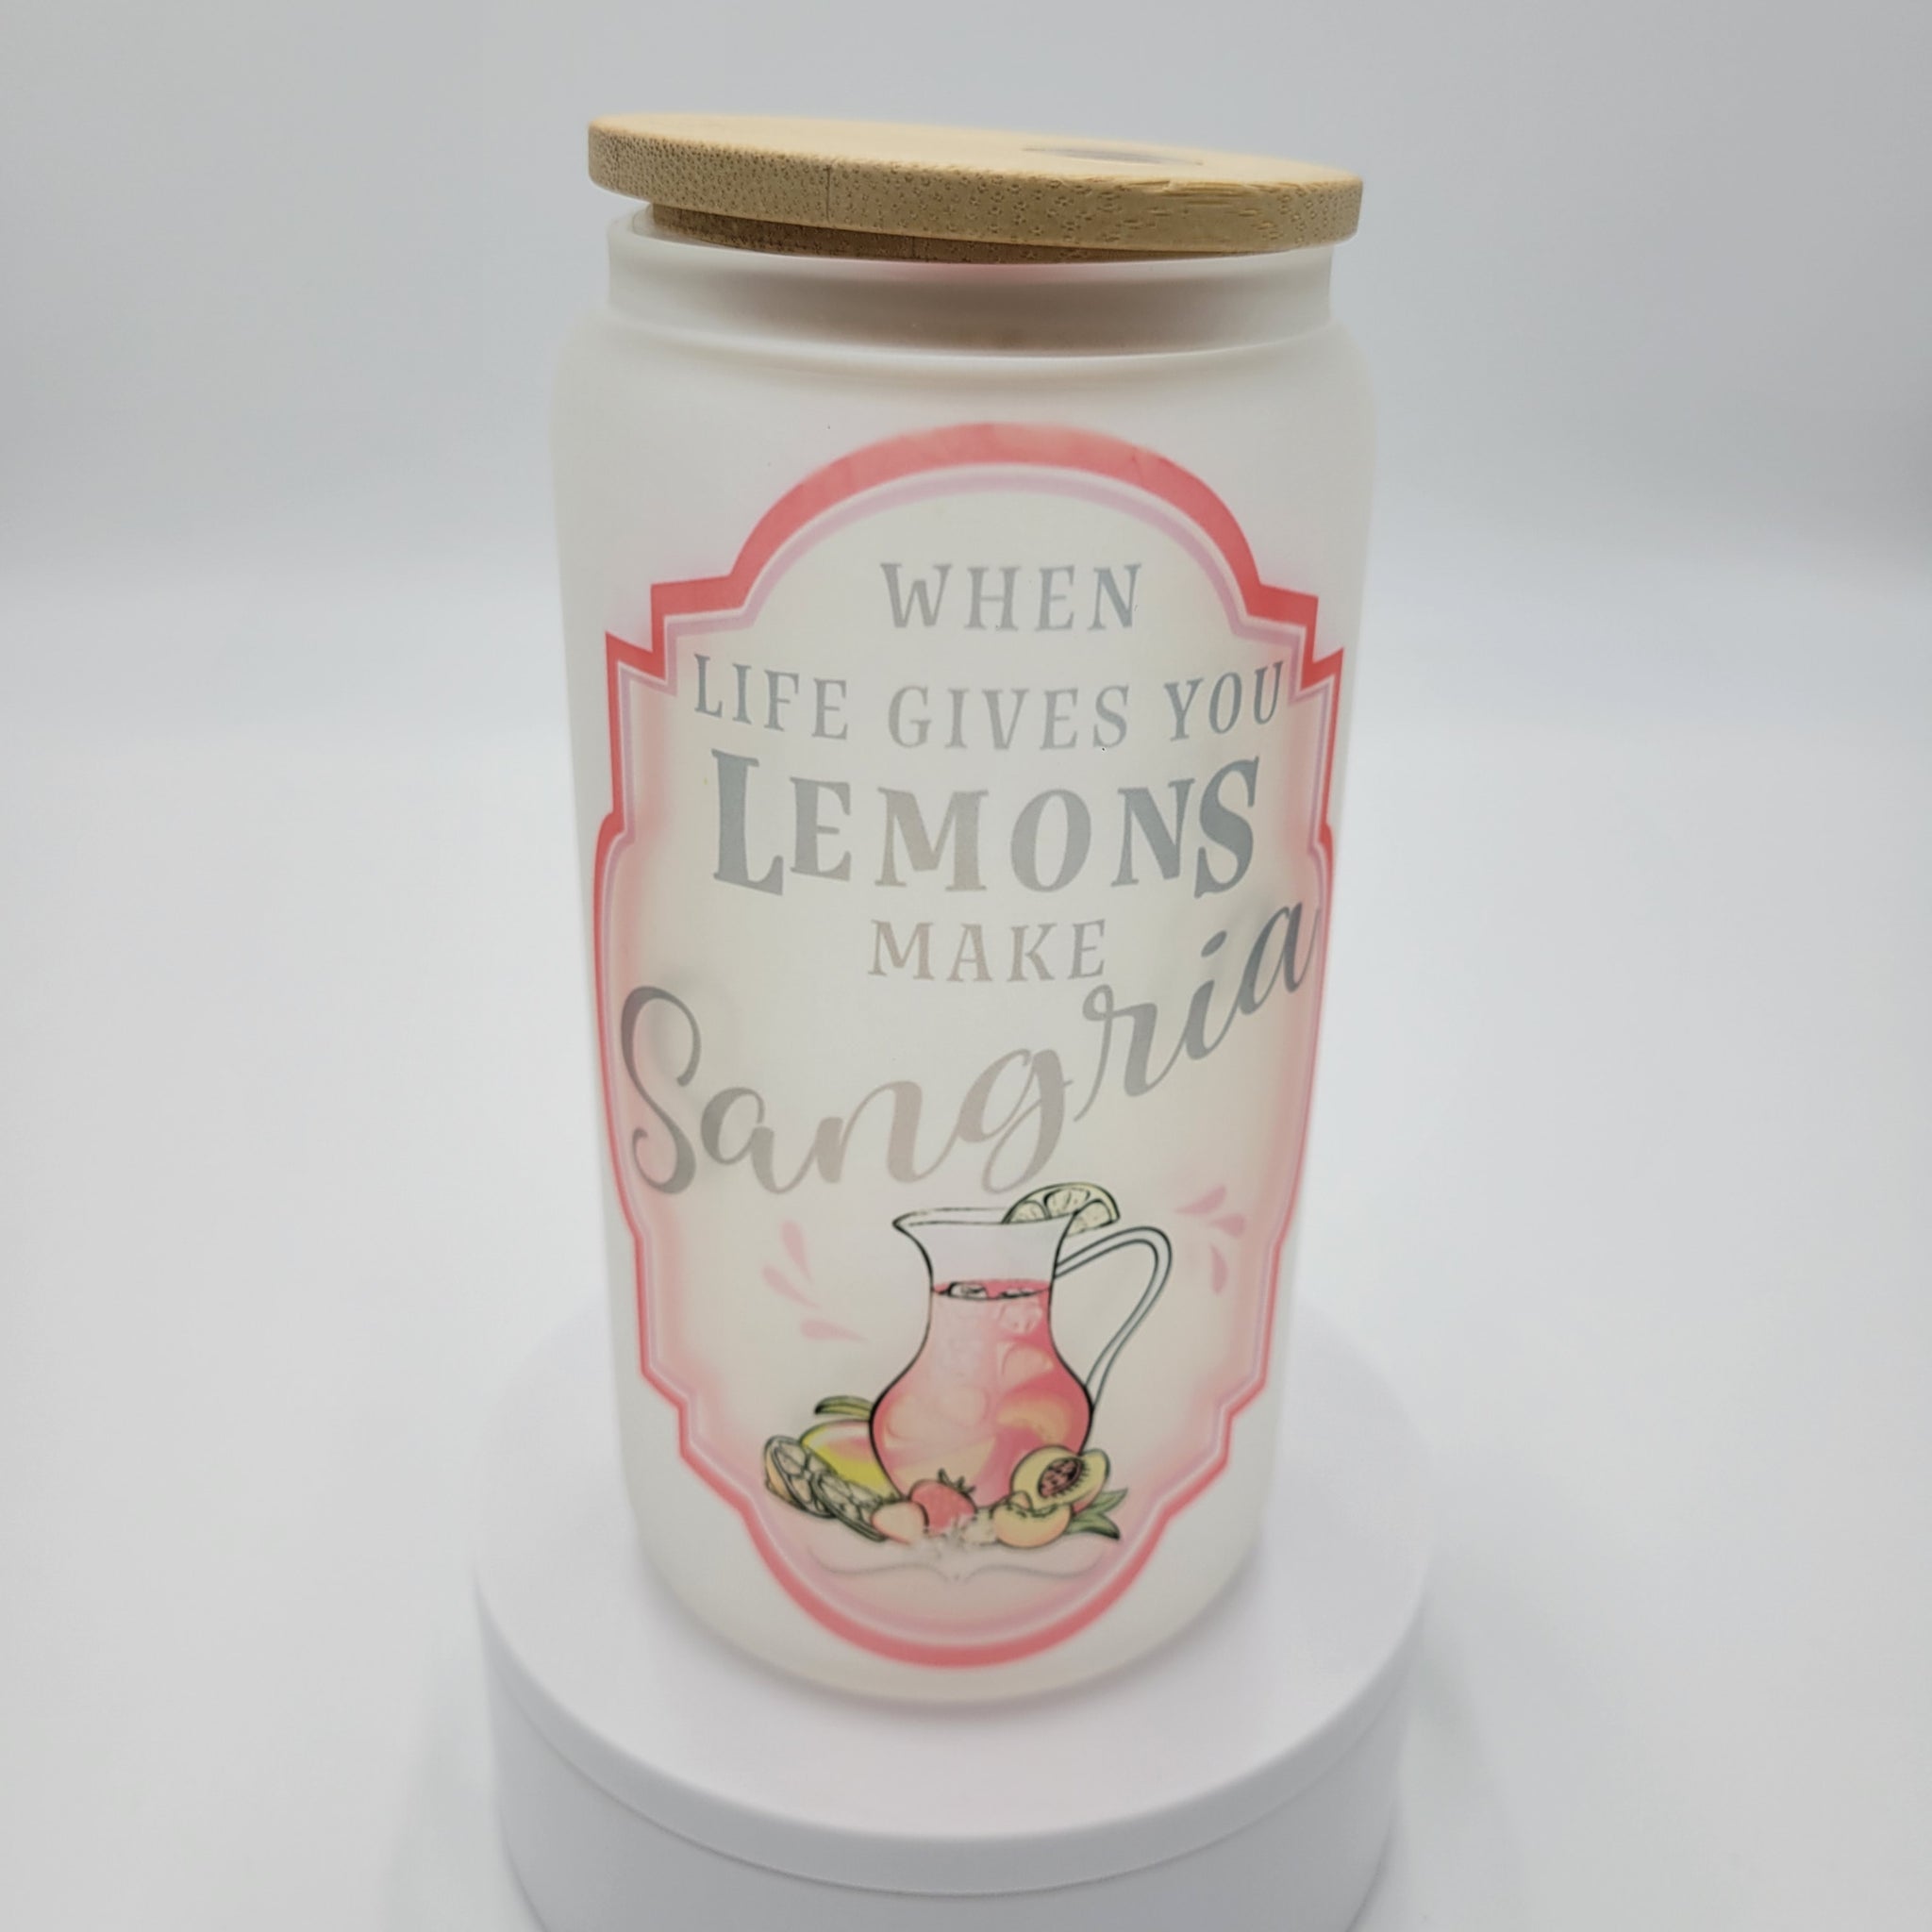 WHEN
LIFE GIVES YOU
LEMONS
MAKE
Sangria